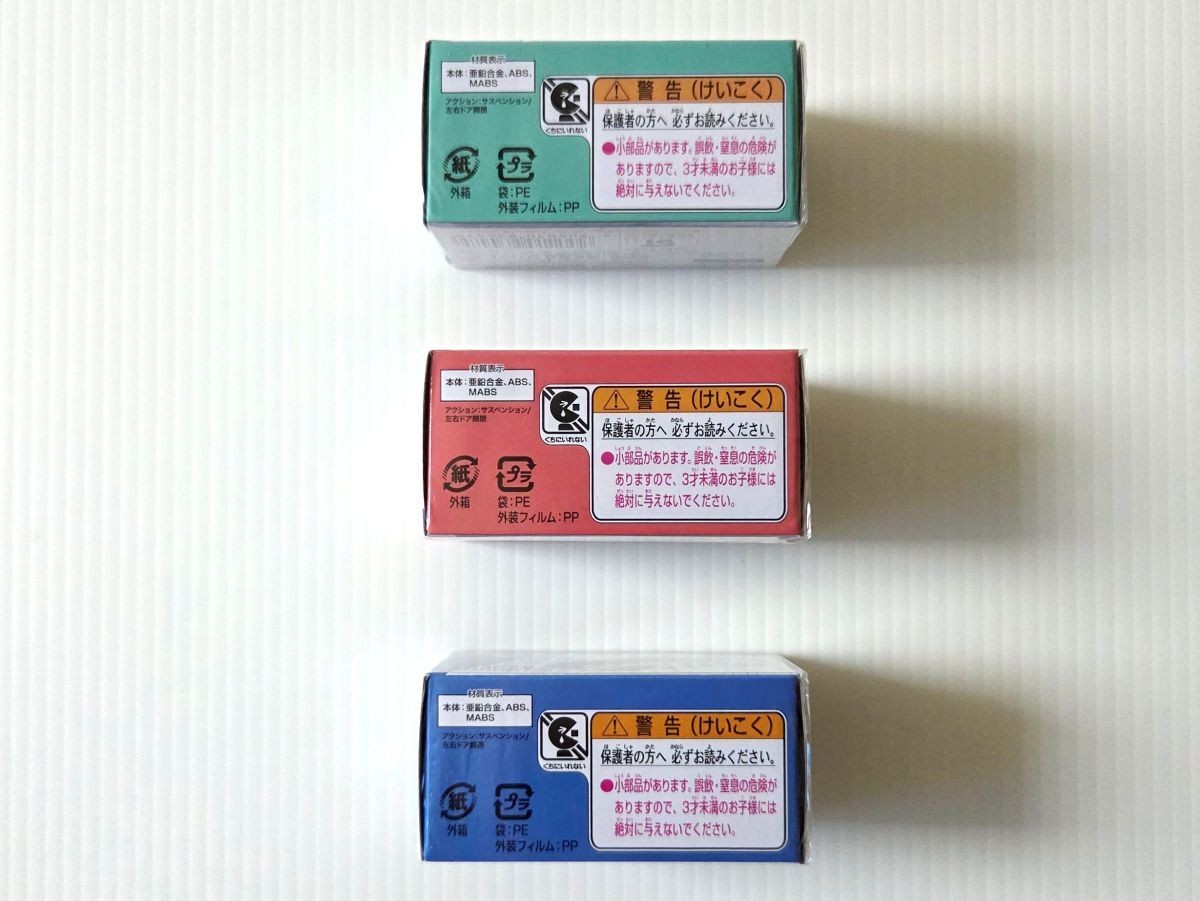 材質表示
本体:亜鉛合金、ABS、
MABS
アクション:サスペンション/
左右ドア開閉
くちにいれない
紙
外箱
プラ
袋:PE
外装フィルム:PP
警告(けいこく)
保護者の方へ 必ずお読みください。
●小部品があります。誤飲・窒息の危険が
ありますので、3才未満のお子様には
絶対に与えないでください。
材質表示
本体:亜鉛合金、ABS、
MABS
アクション:サスペンション/
左右ドア開閉
くちにいれない
紙
外箱
プラ
袋:PE
外装フィルム:PP
警告(けいこく)
保護者の方へ 必ずお読みください。
●小部品があります。誤飲・窒息の危険が
ありますので、3才未満のお子様には
絶対に与えないでください。
材質表示
本体:亜鉛合金、ABS、
MABS
アクション:サスペンション/
左右ドア開閉
くちにいれない
紙
外箱
プラ
袋:PE
外装フィルム:PP
警告(けいこく)
保護者の方へ 必ずお読みください。
●小部品があります。誤飲・窒息の危険が
ありますので、3才未満のお子様には
絶対に与えないでください。